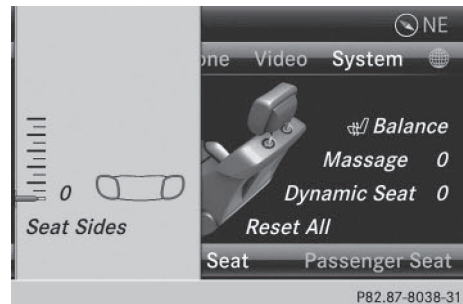 NE
one Video System
Balance
Massage 0
0
Dynamic Seat 0
Seat Sides
Reset All
Seat Passenger Seat
P82.87-8038-31